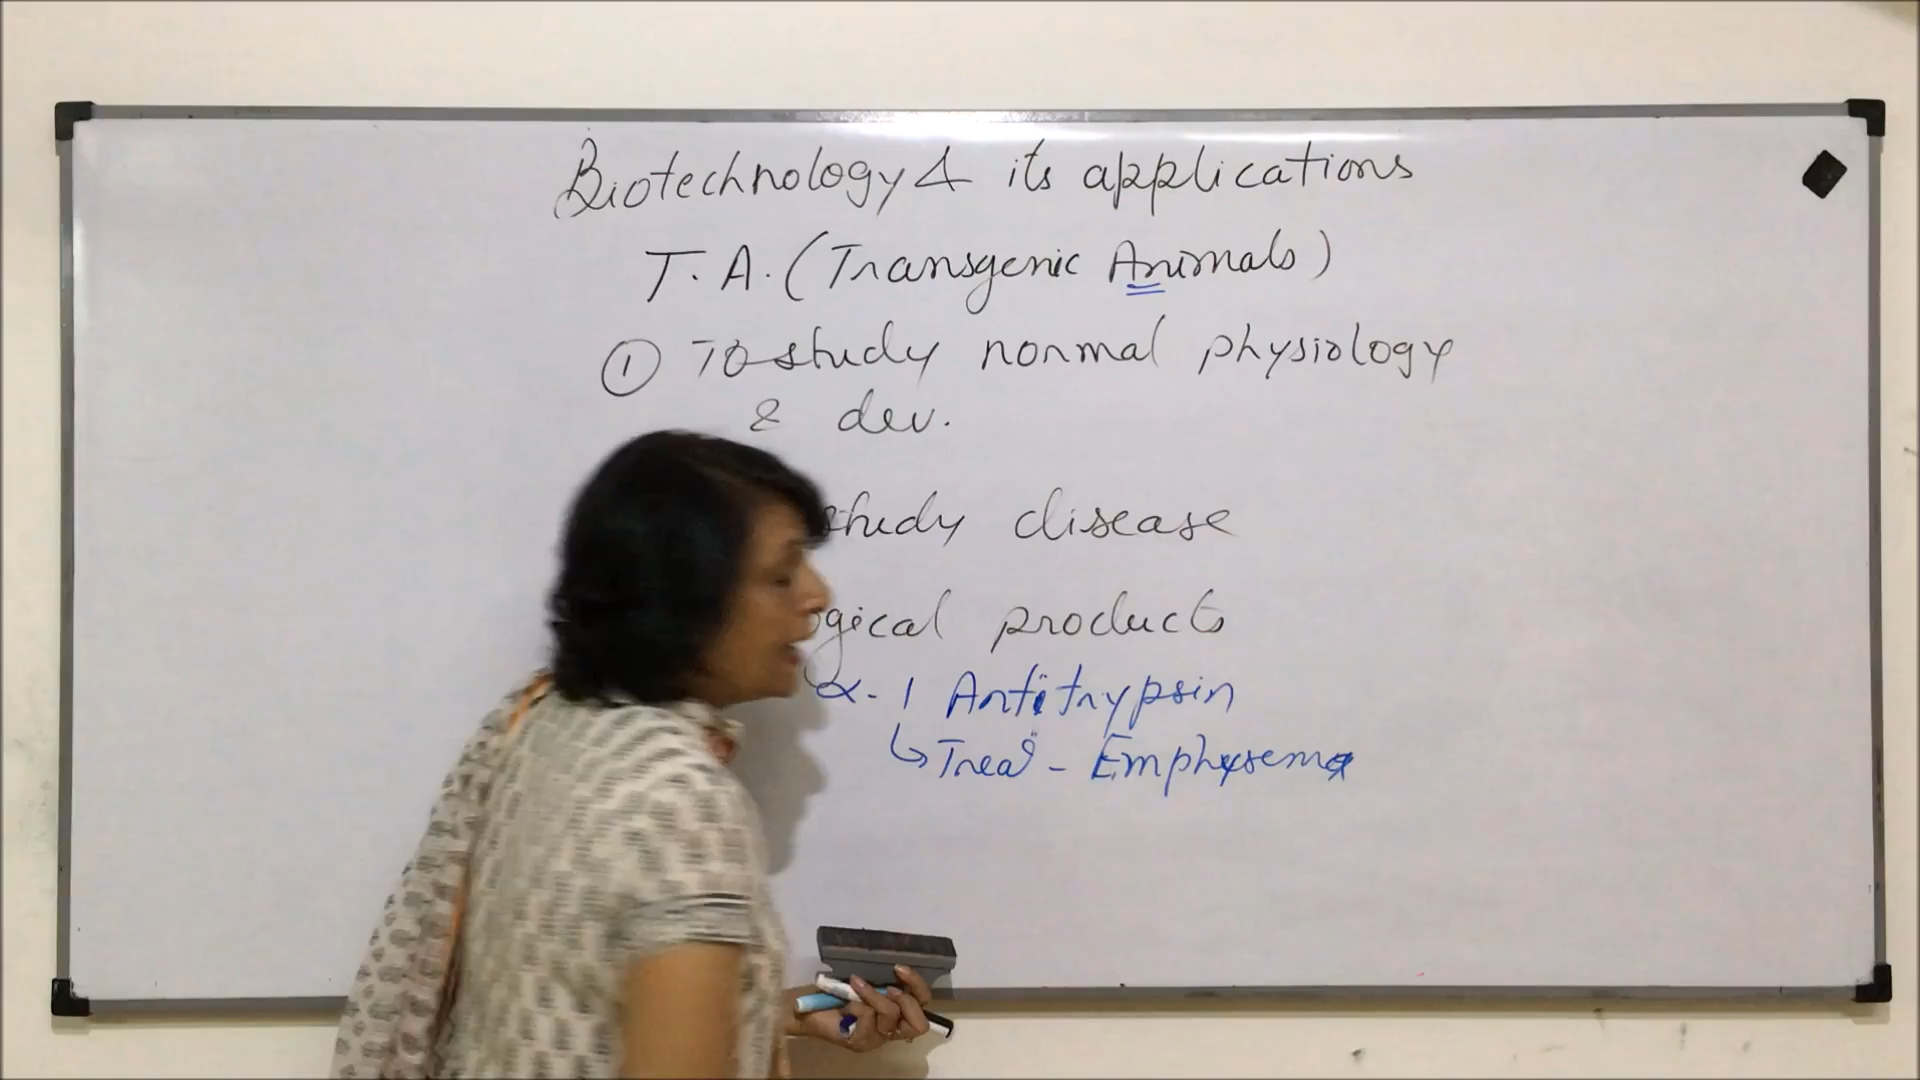 Biotechnology & its applications
T. A. (Transgenic Animals)
① To study normal physiology
& dev.
study disease
gical products
α-1 Antitrypsin
↳ Treat - Emphysema